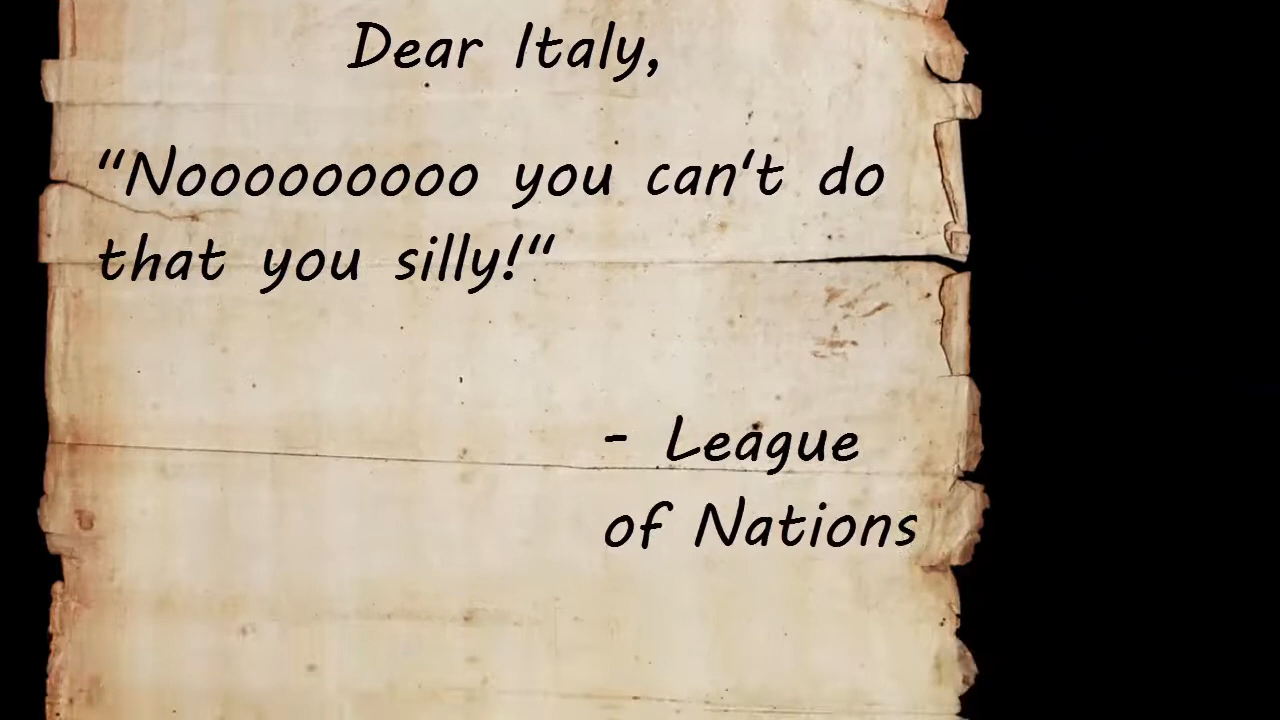 Dear Italy,
“Nooooooooo you can‘t do
that you silly!“
- League
of Nations